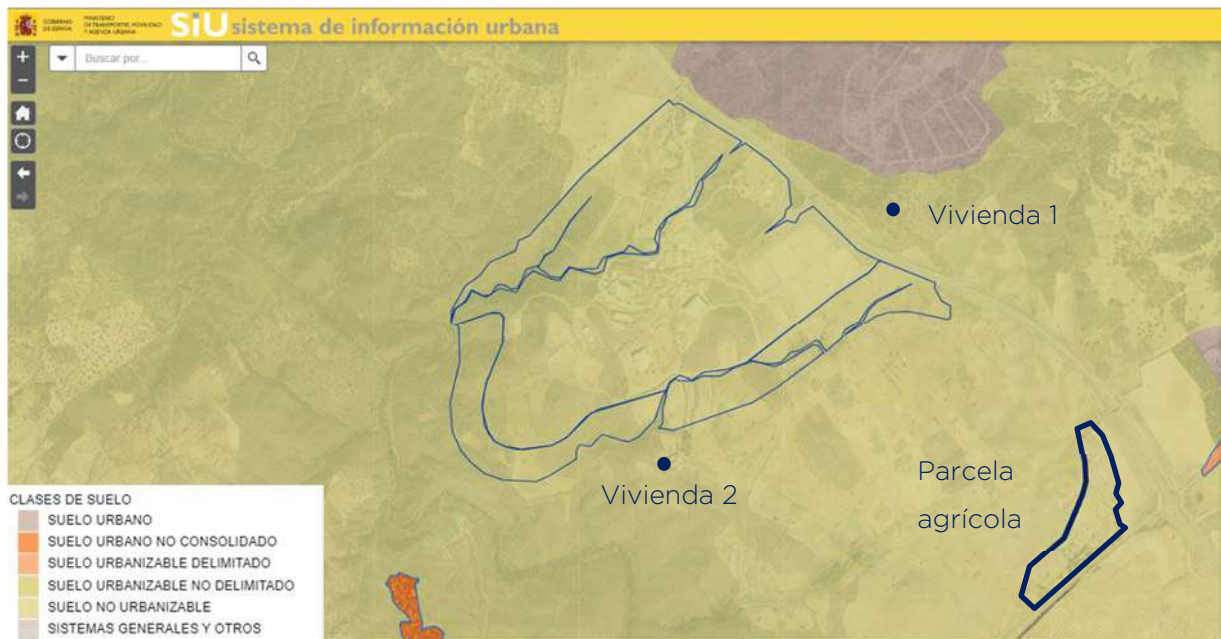 GOBIERNO DE ESPAÑA
MINISTERIO DE TRANSPORTES, MOVILIDAD Y AGENDA URBANA
SiU sistema de información urbana
Buscar por...
Vivienda 1
Vivienda 2
Parcela
agrícola
CLASES DE SUELO
SUELO URBANO
SUELO URBANO NO CONSOLIDADO
SUELO URBANIZABLE DELIMITADO
SUELO URBANIZABLE NO DELIMITADO
SUELO NO URBANIZABLE
SISTEMAS GENERALES Y OTROS